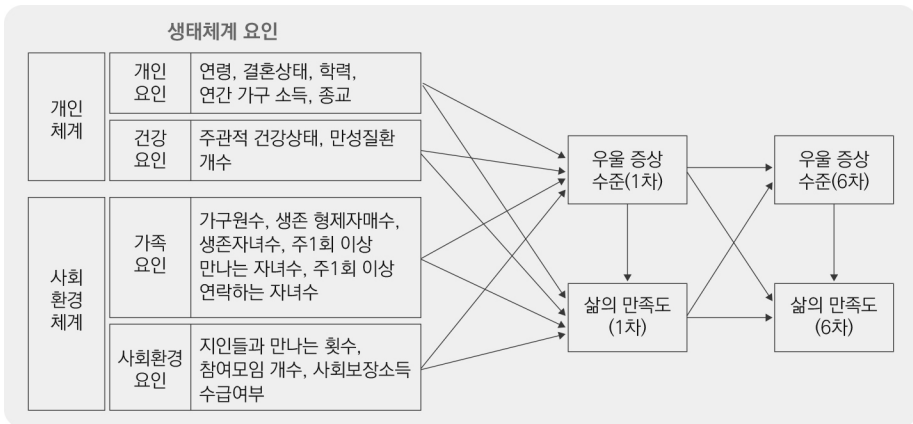 생태체계 요인
개인
체계
개인
요인
연령, 결혼상태, 학력,
연간 가구 소득, 종교
건강
요인
주관적 건강상태, 만성질환
개수
사회
환경
체계
가족
요인
가구원수, 생존 형제자매수,
생존자녀수, 주1회 이상
만나는 자녀수, 주1회 이상
연락하는 자녀수
사회환경
요인
지인들과 만나는 횟수,
참여모임 개수, 사회보장소득
수급여부
우울 증상
수준(1차)
우울 증상
수준(6차)
삶의 만족도
(1차)
삶의 만족도
(6차)